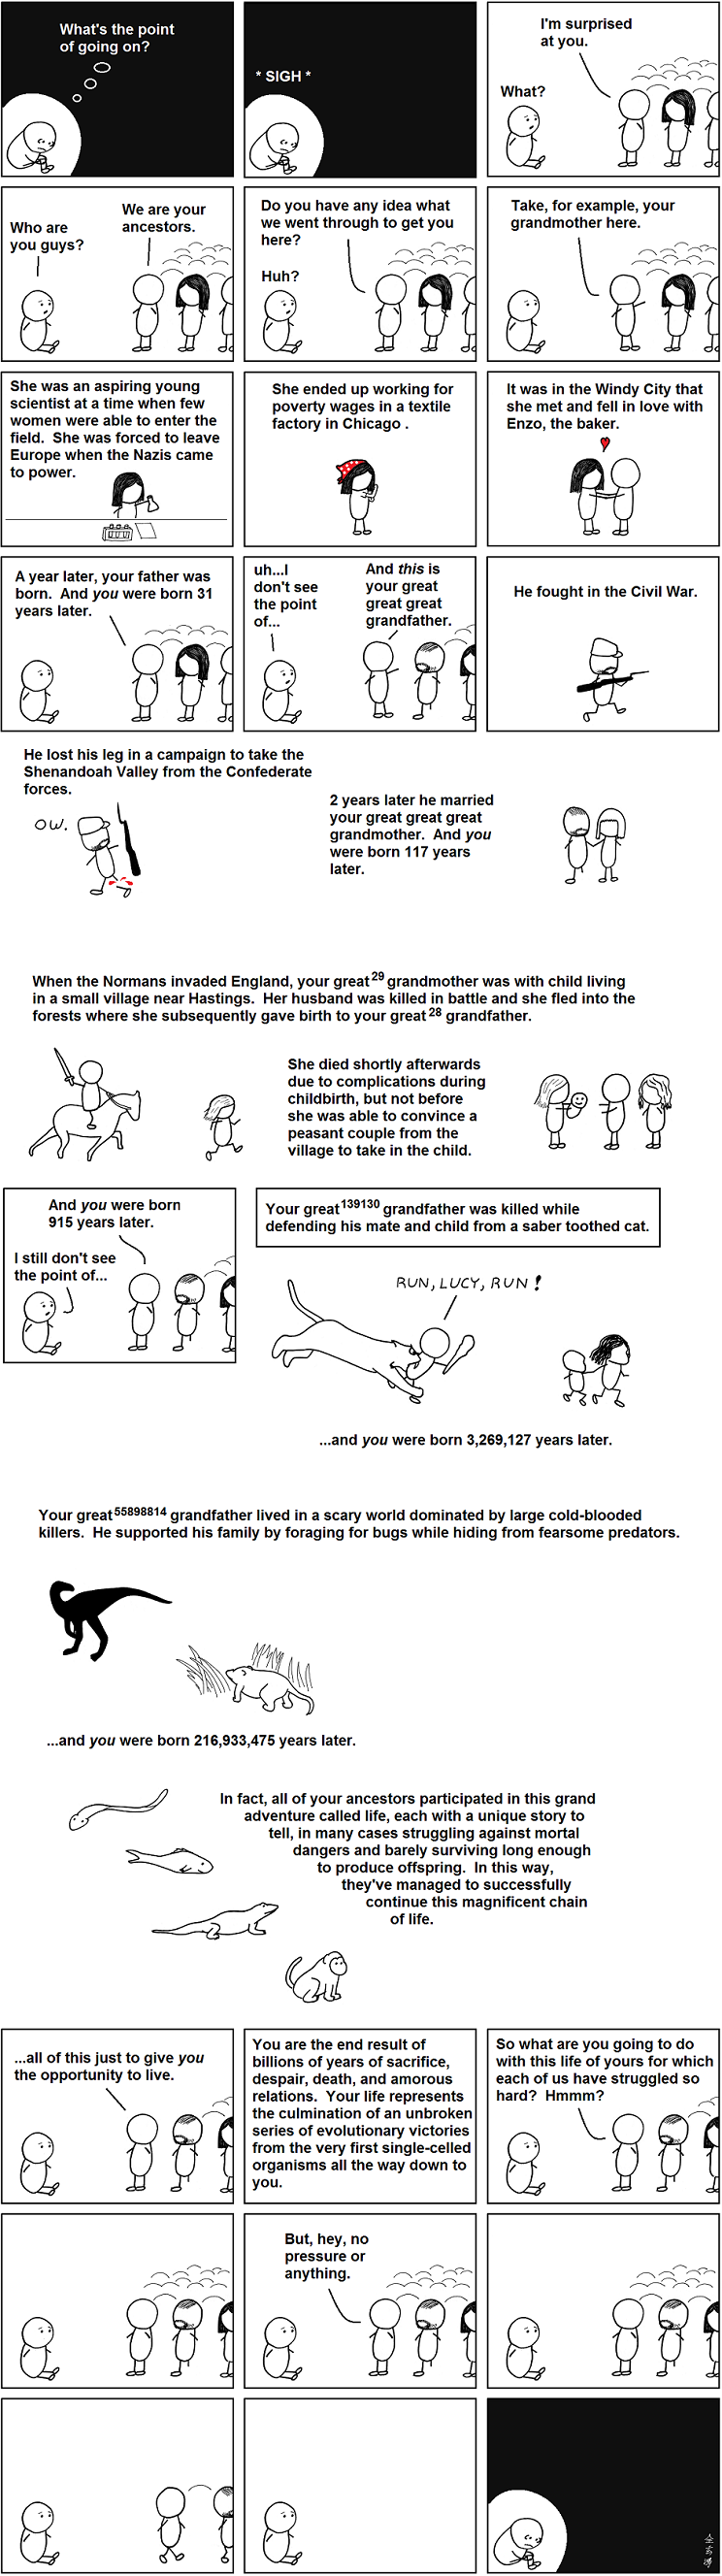 What's the point
of going on?
* SIGH *
I'm surprised
at you.
What?
Who are
you guys?
We are your
ancestors.
Do you have any idea what
we went through to get you
here?
Huh?
Take, for example, your
grandmother here.
She was an aspiring young
scientist at a time when few
women were able to enter the
field. She was forced to leave
Europe when the Nazis came
to power.
She ended up working for
poverty wages in a textile
factory in Chicago .
It was in the Windy City that
she met and fell in love with
Enzo, the baker.
A year later, your father was
born. And you were born 31
years later.
uh...I
don't see
the point
of...
And this is
your great
great great
grandfather.
He fought in the Civil War.
He lost his leg in a campaign to take the
Shenandoah Valley from the Confederate
forces.
OW.
2 years later he married
your great great great
grandmother. And you
were born 117 years
later.
When the Normans invaded England, your great 29 grandmother was with child living
in a small village near Hastings. Her husband was killed in battle and she fled into the
forests where she subsequently gave birth to your great 28 grandfather.
She died shortly afterwards
due to complications during
childbirth, but not before
she was able to convince a
peasant couple from the
village to take in the child.
And you were born
915 years later.
I still don't see
the point of...
Your great 139130 grandfather was killed while
defending his mate and child from a saber toothed cat.
RUN, LUCY, RUN!
...and you were born 3,269,127 years later.
Your great 55898814 grandfather lived in a scary world dominated by large cold-blooded
killers. He supported his family by foraging for bugs while hiding from fearsome predators.
...and you were born 216,933,475 years later.
In fact, all of your ancestors participated in this grand
adventure called life, each with a unique story to
tell, in many cases struggling against mortal
dangers and barely surviving long enough
to produce offspring. In this way,
they've managed to successfully
continue this magnificent chain
of life.
...all of this just to give you
the opportunity to live.
You are the end result of
billions of years of sacrifice,
despair, death, and amorous
relations. Your life represents
the culmination of an unbroken
series of evolutionary victories
from the very first single-celled
organisms all the way down to
you.
So what are you going to do
with this life of yours for which
each of us have struggled so
hard? Hmmm?
But, hey, no
pressure or
anything.